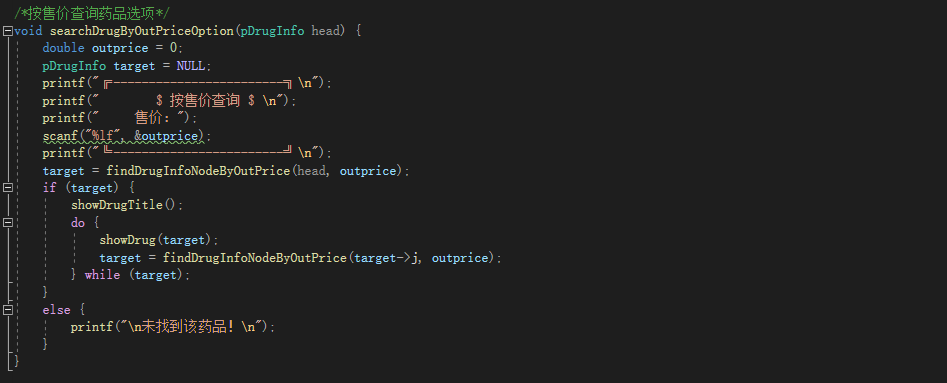 /*按售价查询药品选项*/
void searchDrugByOutPriceOption(pDrugInfo head) {
double outprice = 0;
pDrugInfo target = NULL;
printf("╔------------------------╗\n");
printf("        $ 按售价查询 $ \n");
printf("     售价: ");
scanf("%lf", &outprice);
printf("╚------------------------╝\n");
target = findDrugInfoNodeByOutPrice(head, outprice);
if (target) {
showDrugTitle();
do {
showDrug(target);
target = findDrugInfoNodeByOutPrice(target->j, outprice);
} while (target);
}
else {
printf("\n未找到该药品! \n");
}
}